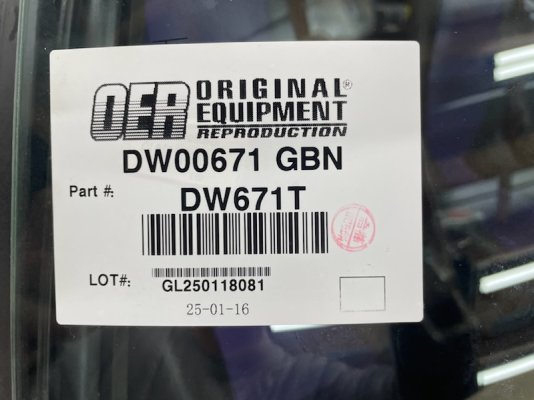 OER ORIGINAL®
EQUIPMENT
REPRODUCTION
DW00671 GBN
Part #: DW671T
LOT#: GL250118081
25-01-16